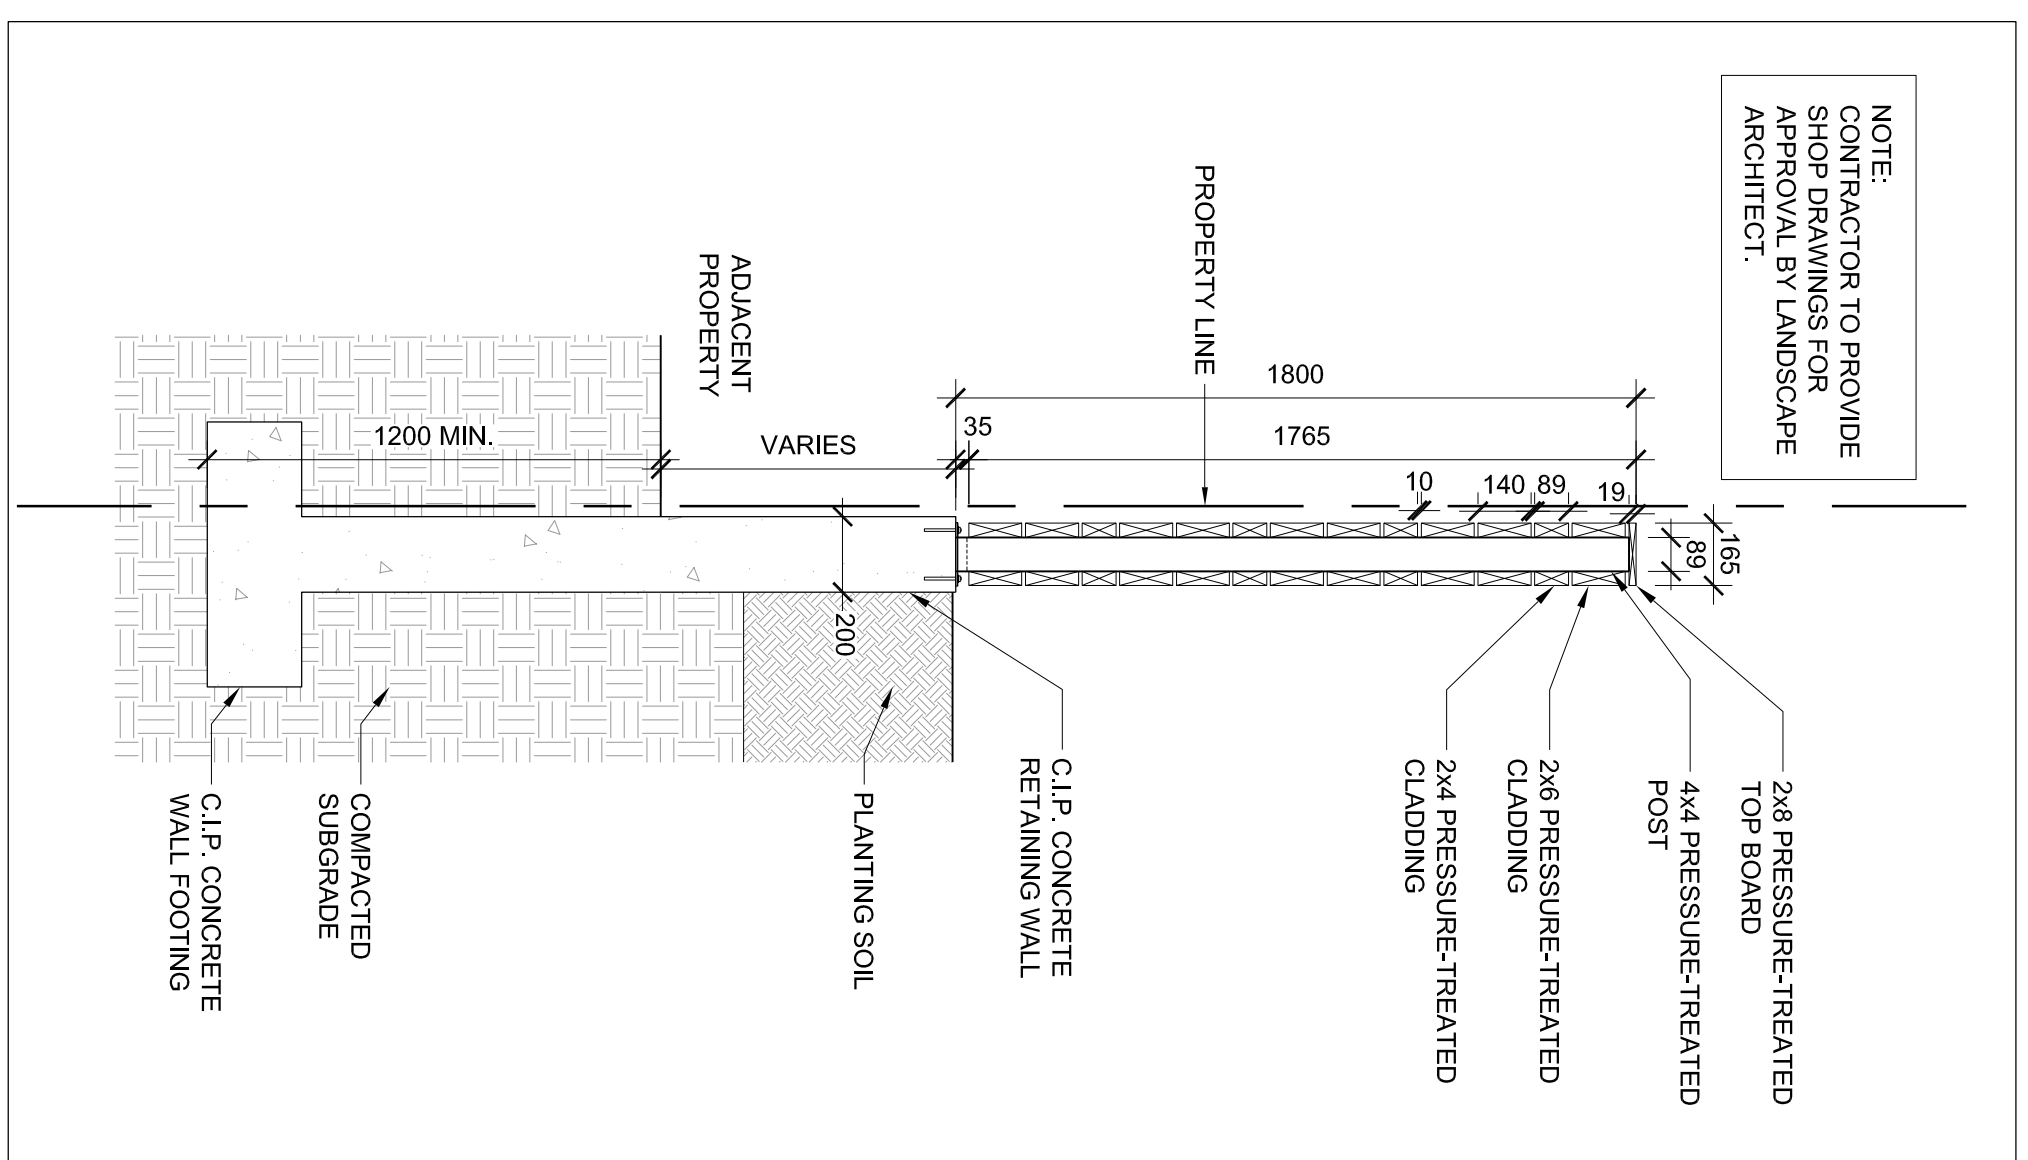 NOTE:
CONTRACTOR TO PROVIDE
SHOP DRAWINGS FOR
APPROVAL BY LANDSCAPE
ARCHITECT.
PROPERTY LINE
ADJACENT
PROPERTY
1800
1765
35
VARIES
1200 MIN.
10
140
89
19
165
89
200
2x8 PRESSURE-TREATED
TOP BOARD
4x4 PRESSURE-TREATED
POST
2x6 PRESSURE-TREATED
CLADDING
2x4 PRESSURE-TREATED
CLADDING
C.I.P. CONCRETE
RETAINING WALL
PLANTING SOIL
COMPACTED
SUBGRADE
C.I.P. CONCRETE
WALL FOOTING